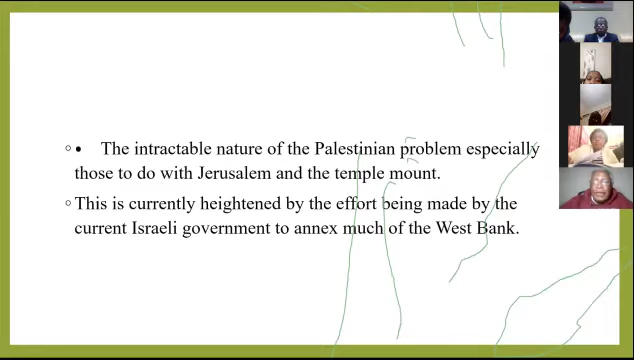 ◦ • The intractable nature of the Palestinian problem especially
those to do with Jerusalem and the temple mount.
◦ This is currently heightened by the effort being made by the
current Israeli government to annex much of the West Bank.